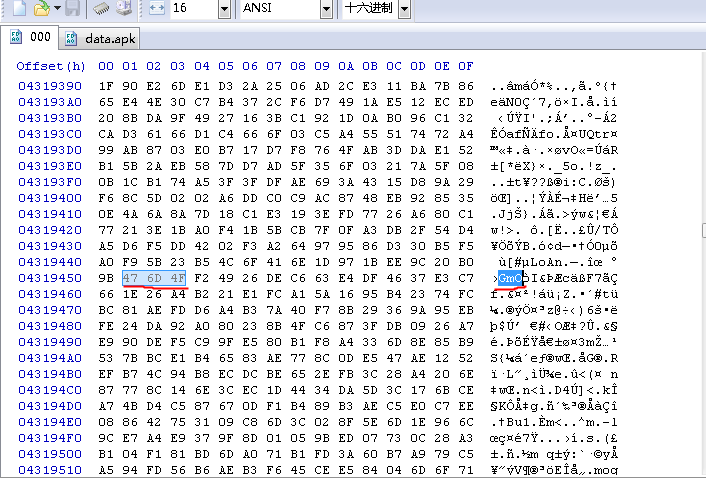 16 ANSI 十六进制
000 data.apk
Offset(h) 00 01 02 03 04 05 06 07 08 09 0A 0B 0C 0D 0E 0F
04319390 1F 90 E2 6D E1 D3 2A 25 06 AD 2C E3 11 BA 7B 86 ..âmáÓ*%..,ã.º{†
043193A0 65 E4 4E 30 C7 B4 37 2C F6 D7 49 1A E5 12 EC ED eäN0Ç´7,ö×I.å.ìí
043193B0 20 8B DA 9F 49 27 16 3B C1 92 1D 0A B0 96 C1 32 ‹ÚŸI'.;Á’..°–Á2
043193C0 CA D3 61 66 D1 C4 66 6F 03 C5 A4 55 51 74 72 A4 ÊÓafÑÄfo.Å¤UQtr¤
043193D0 99 AB 87 03 E0 B7 17 D7 F8 76 4F AB 3D DA E1 52 ™«‡.à·.×øvO«=ÚáR
043193E0 B1 5B 2A EB 58 7D D7 AD 5F 35 6F 03 21 7A 5F 08 ±[*ëX}×._5o.!z_.
043193F0 0B 1C B1 74 A5 3F 3F DF AE 69 3A 43 15 D8 9A 29 ..±t¥??ß®i:C.Øš)
04319400 F6 8C 5D 02 02 A6 DD C0 C9 AC 87 48 EB 92 85 35 öŒ]..¦ÝÀÉ¬‡Hë’…5
04319410 0E 4A 6A 8A 7D 18 C1 E3 19 3E FD 77 26 A6 80 C1 .JjŠ}.Áã.>ýw&¦€Á
04319420 77 21 3E 1B A0 F4 1B 5B CB 7F 0F A3 DB 2F 54 D4 w!>. ô.[Ë..£Û/TÔ
04319430 A5 D6 F5 DD 02 F3 A2 64 97 95 86 D3 30 B5 F5
04319440 A0 F9 5B 23 B5 4C 6F 41 6E 1D 97 1B EE 9C 20 B0 ù[#µLoAn.—.îœ °
04319450 9B 47 6D 4F F2 49 26 DE C6 63 E4 DF 46 37 E3 C7 ›GmOòI&ÞÆcäßF7ãÇ
04319460 66 1E 26 A4 B2 21 E1 FC A1 5A 16 95 B4 23 74 FC f.&¤²!áü¡Z.•´#tü
04319470 BC 81 AE FD D6 A4 B3 7A 40 F7 8B 29 36 9A 95 EB ¼.®ýÖ¤³z@÷‹)6š•ë
04319480 FE 24 DA 92 A0 80 23 8B 4F C6 87 3F DB 09 26 A7 þ$Ú’ €#‹OÆ‡?Û.&§
04319490 E9 90 DE F5 C9 9F E5 80 B1 F8 A4 33 6D 8E 85 B9 é.ÞõÉŸå€±ø¤3mŽ…¹
043194A0 53 7B BC E1 B4 65 83 AE 77 8C 0D E5 47 AE 12 52 S{¼á´eƒ®wŒ.åG®.R
043194B0 EF B7 4C 94 B8 EC DC BE 65 2E FB 3C 28 A4 20 6E ï·L”¸ìÜ¾e.û<(¤ n
043194C0 87 77 8C 14 6E 3C EC 1D 44 34 DA 5D 3C 17 6B CE ‡wŒ.n<ì.D4Ú]<.kÎ
043194D0 A7 4B D4 C5 87 67 0D F1 B4 89 B3 AE C5 E0 C7 EE §KÔÅ‡g.ñ´‰³®ÅàÇî
043194E0 08 86 42 75 31 09 C8 6D 3C 02 8F 5E 6D 1E 96 6C .†Bu1.Èm<..^m.–l
043194F0 9C E7 A4 E9 37 9F 8D 01 05 9B ED 07 73 0C 28 A3 œç¤é7Ÿ...›í.s.(£
04319500 B1 04 F1 81 BD 6D A0 71 B1 FD 3A 60 B7 A9 79 C5 ±.ñ.½m q±ý:`·©yÅ
04319510 A5 94 FD 56 B6 AE B3 F6 45 CE E5 84 04 6D 6F 71 ¥”ýV¶®³öEÎå„.moq